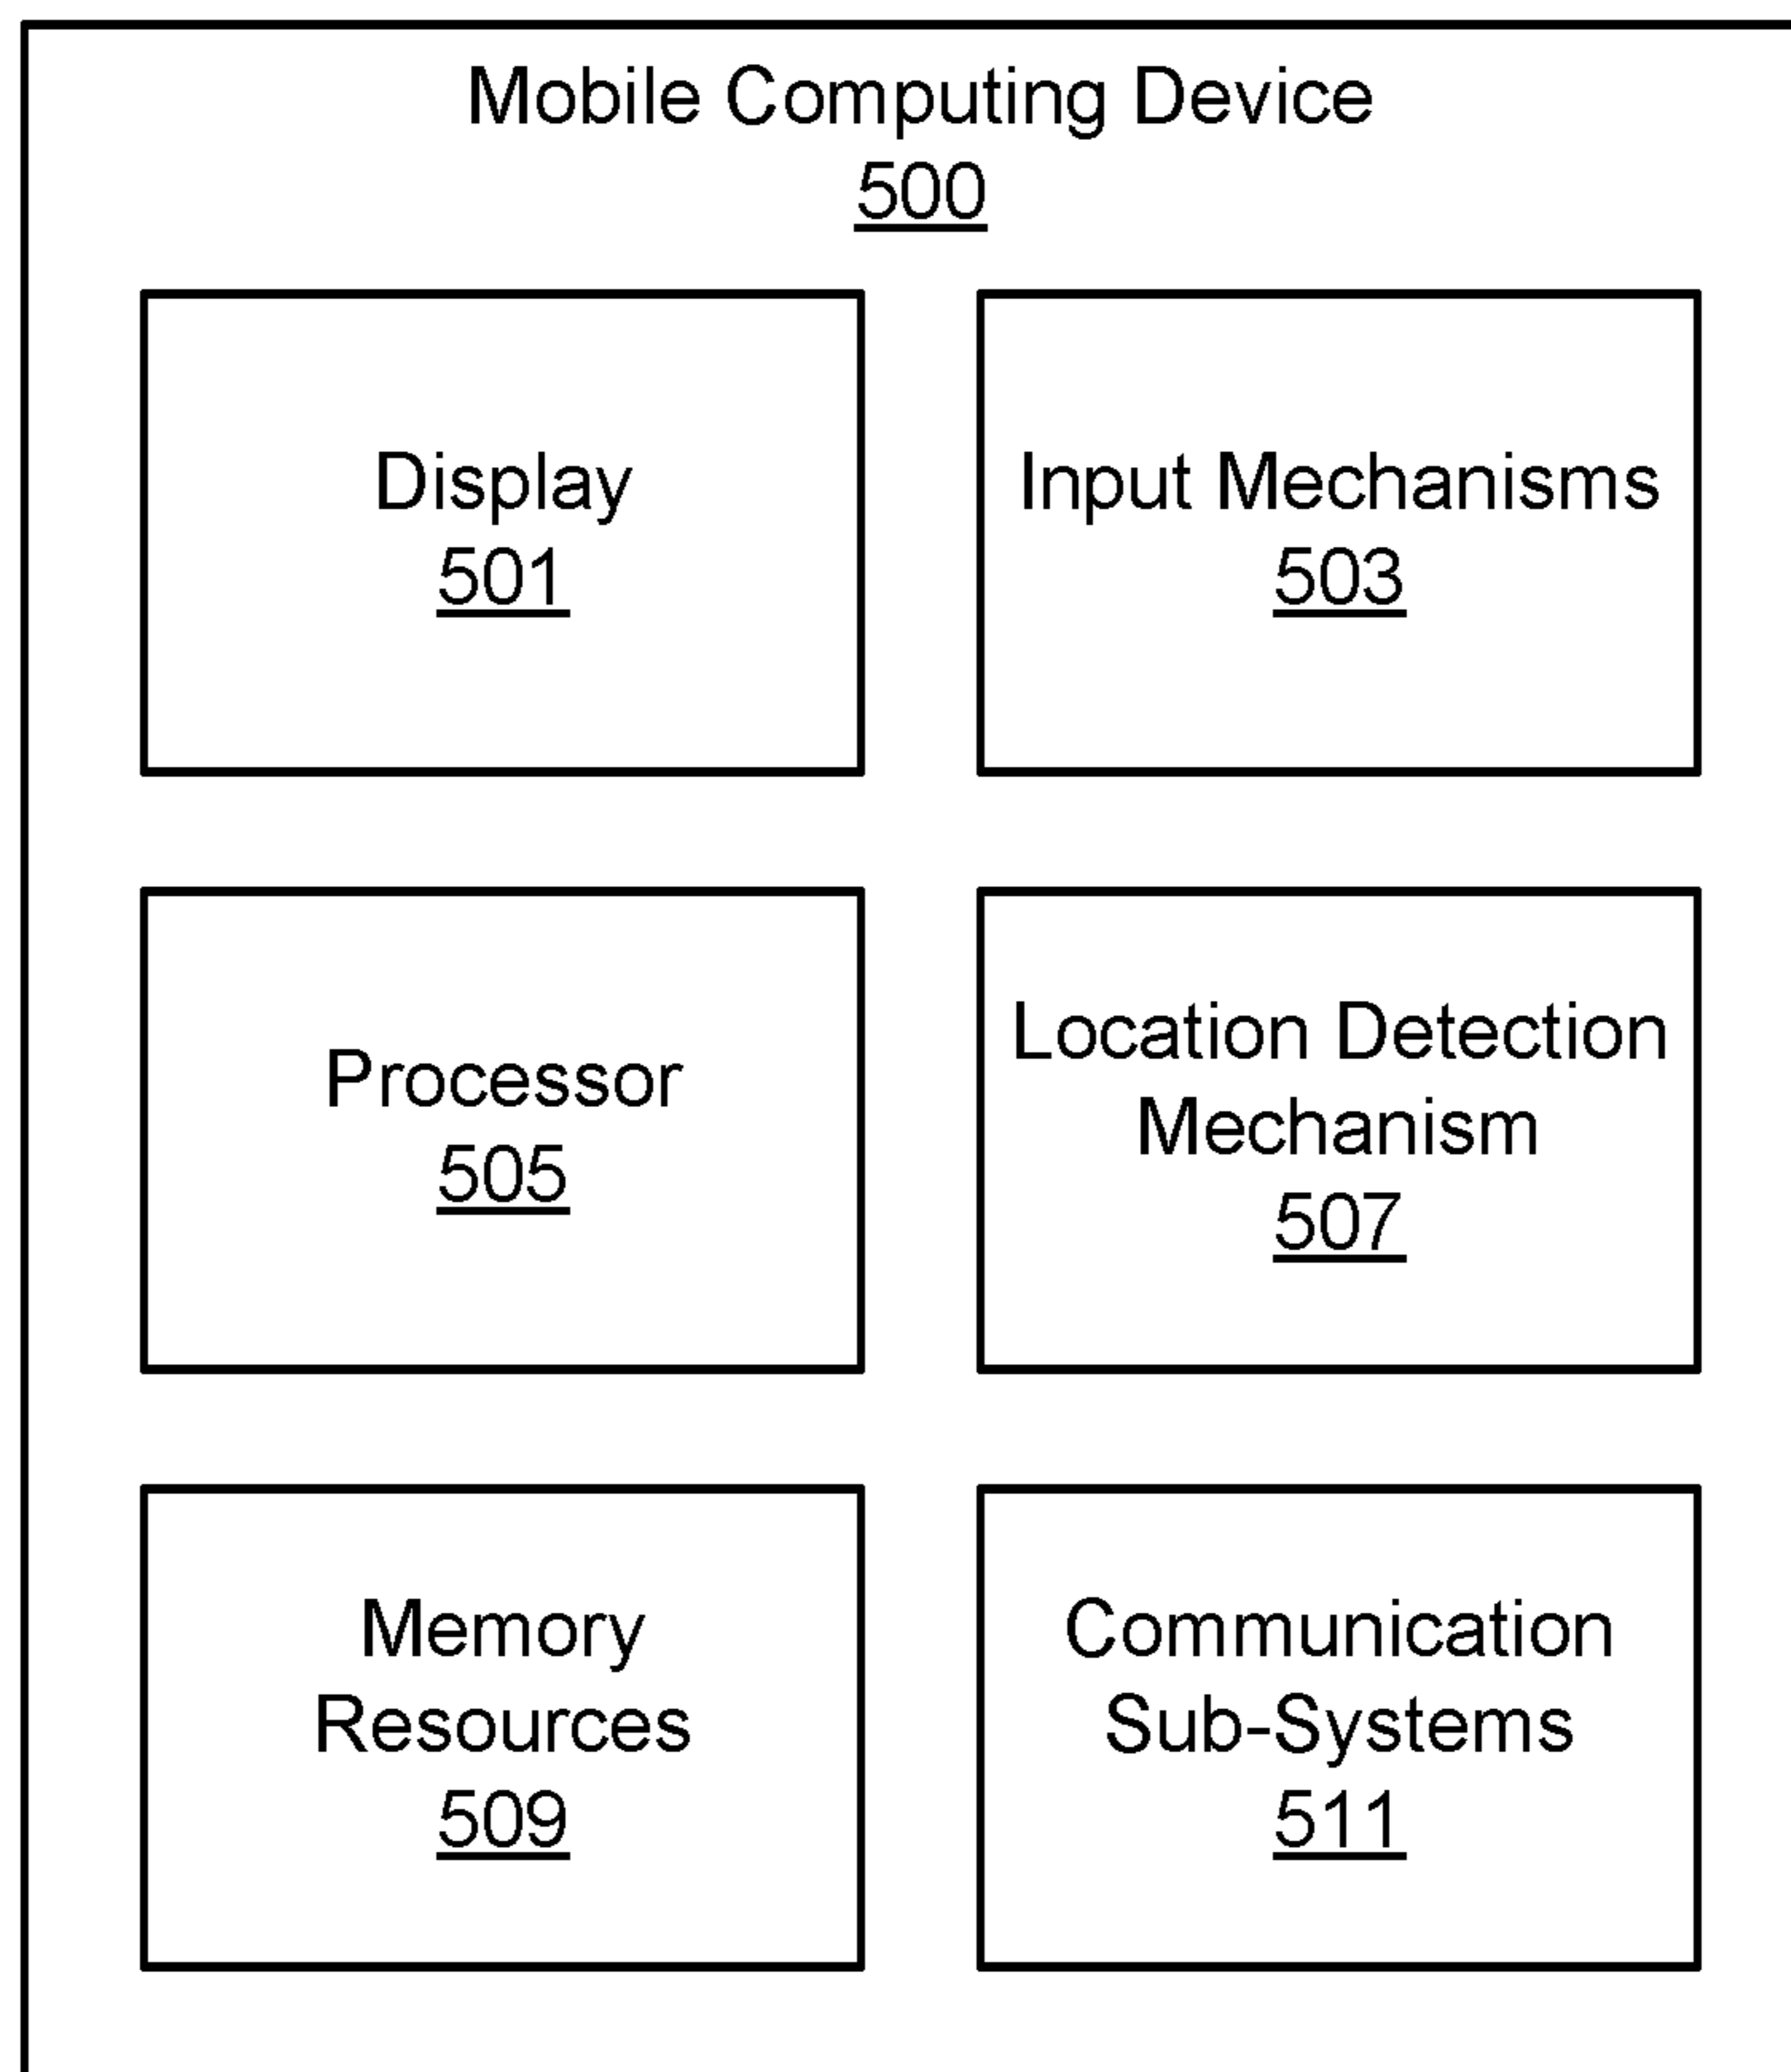 Mobile Computing Device
500
Display
501
Input Mechanisms
503
Processor
505
Location Detection
Mechanism
507
Memory
Resources
509
Communication
Sub-Systems
511